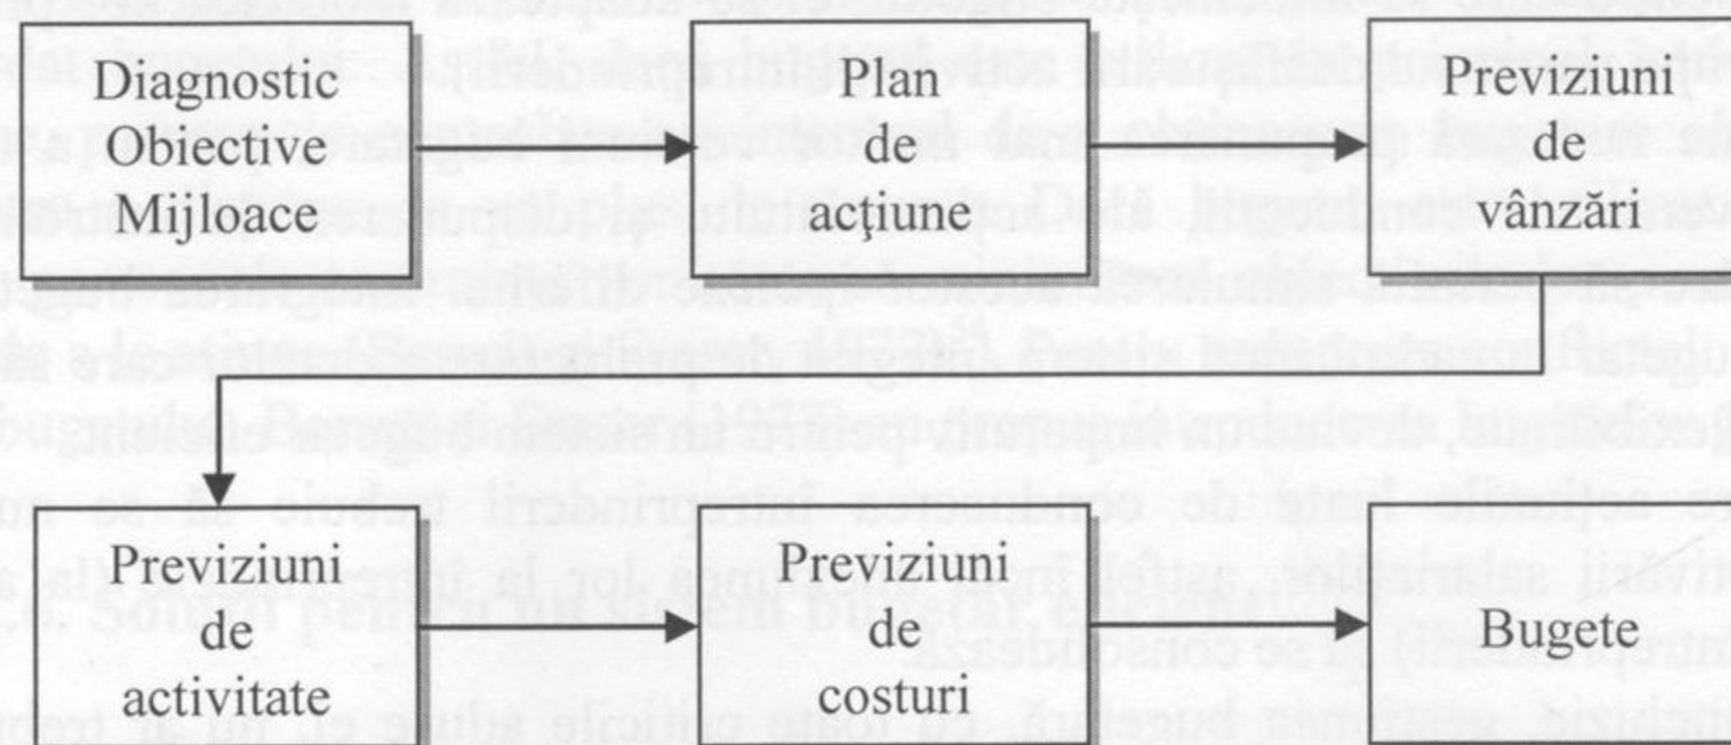 Diagnostic
Obiective
Mijloace
Plan
de
acţiune
Previziuni
de
vânzări
Previziuni
de
activitate
Previziuni
de
costuri
Bugete